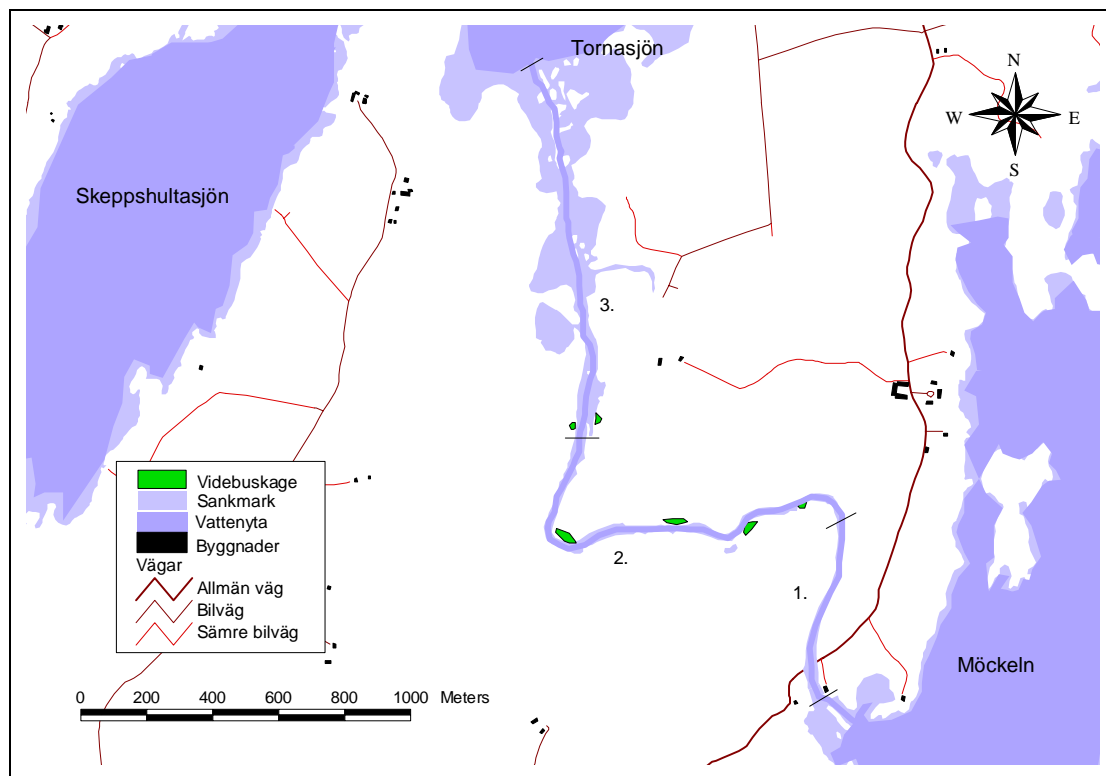 Tornasjön
N
W
E
S
Skeppshultasjön
3.
2.
1.
Möckeln
Videbuskage
Sankmark
Vattenyta
Byggnader
Vägar
Allmän väg
Bilväg
Sämre bilväg
0 200 400 600 800 1000 Meters